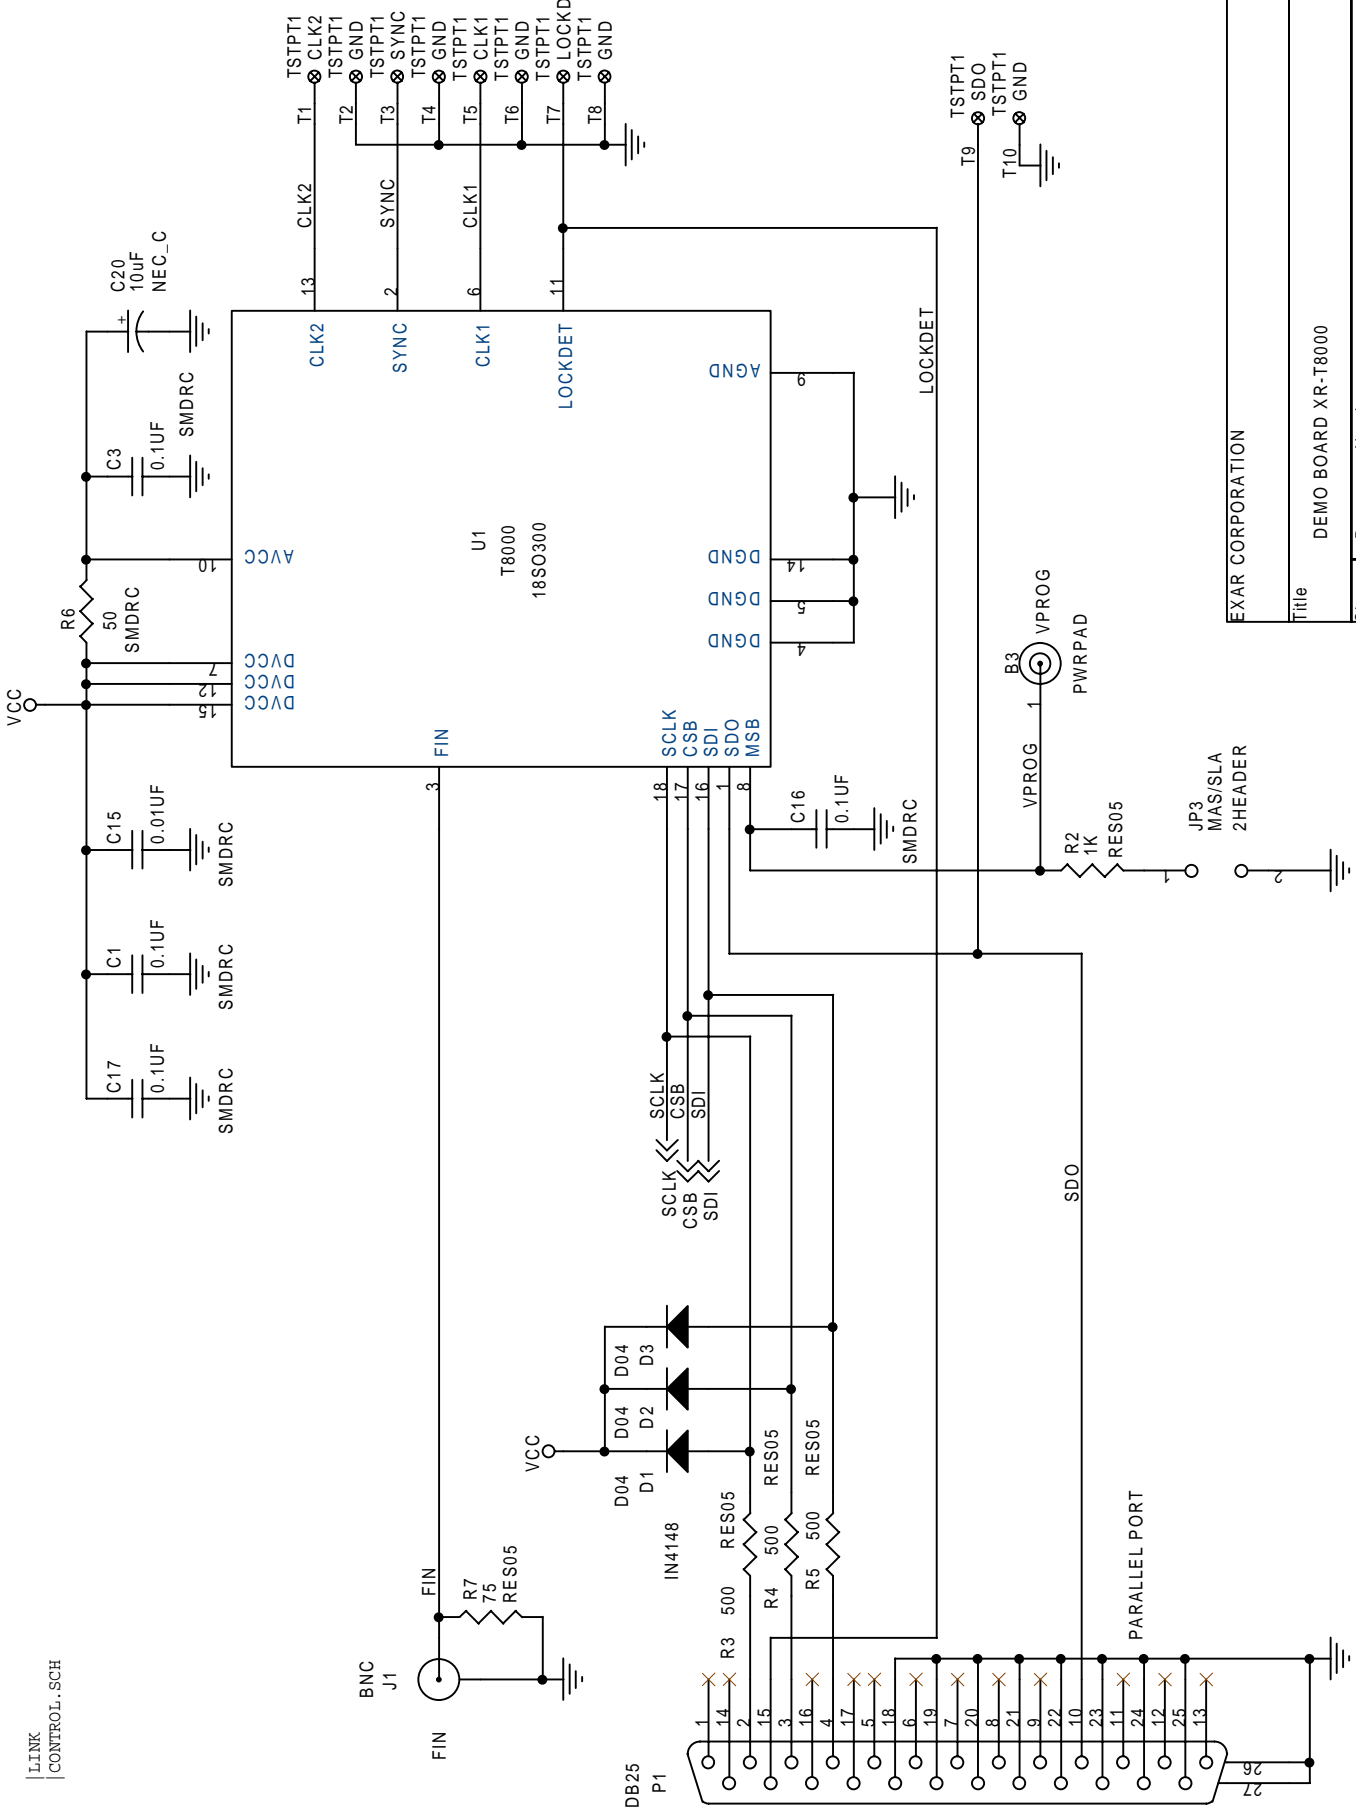 |LINK
|CONTROL.SCH
VCC
C17
0.1UF
SMDRC
C1
0.1UF
SMDRC
C15
0.01UF
SMDRC
R6
50
SMDRC
C3
0.1UF
SMDRC
C20
10uF
NEC_C
+
15
12
7
10
DVCC
DVCC
DVCC
AVCC
U1
T8000
18SO300
FIN
3
SCLK
CSB
SDI
SDO
MSB
18
17
16
1
8
CLK2
SYNC
CLK1
LOCKDET
13
2
6
11
DGND
DGND
DGND
AGND
4
5
14
9
CLK2
SYNC
CLK1
T1
T2
T3
T4
T5
T6
T7
T8
TSTPT1
CLK2
TSTPT1
GND
TSTPT1
SYNC
TSTPT1
GND
TSTPT1
CLK1
TSTPT1
GND
TSTPT1
LOCKD
TSTPT1
GND
LOCKDET
T9
TSTPT1
SDO
T10
TSTPT1
GND
C16
0.1UF
SMDRC
VPROG
1
B3
VPROG
PWRPAD
R2
1K
RES05
1
JP3
MAS/SLA
2HEADER
2
SCLK
CSB
SDI
SCLK
CSB
SDI
SDO
BNC
J1
FIN
FIN
R7
75
RES05
VCC
D04
D1
D04
D2
D04
D3
IN4148
R3
500
RES05
R4
500
RES05
R5
500
RES05
PARALLEL PORT
DB25
P1
1
14
2
15
3
16
4
17
5
18
6
19
7
20
8
21
9
22
10
23
11
24
12
25
13
26
27
EXAR CORPORATION
Title
DEMO BOARD XR-T8000